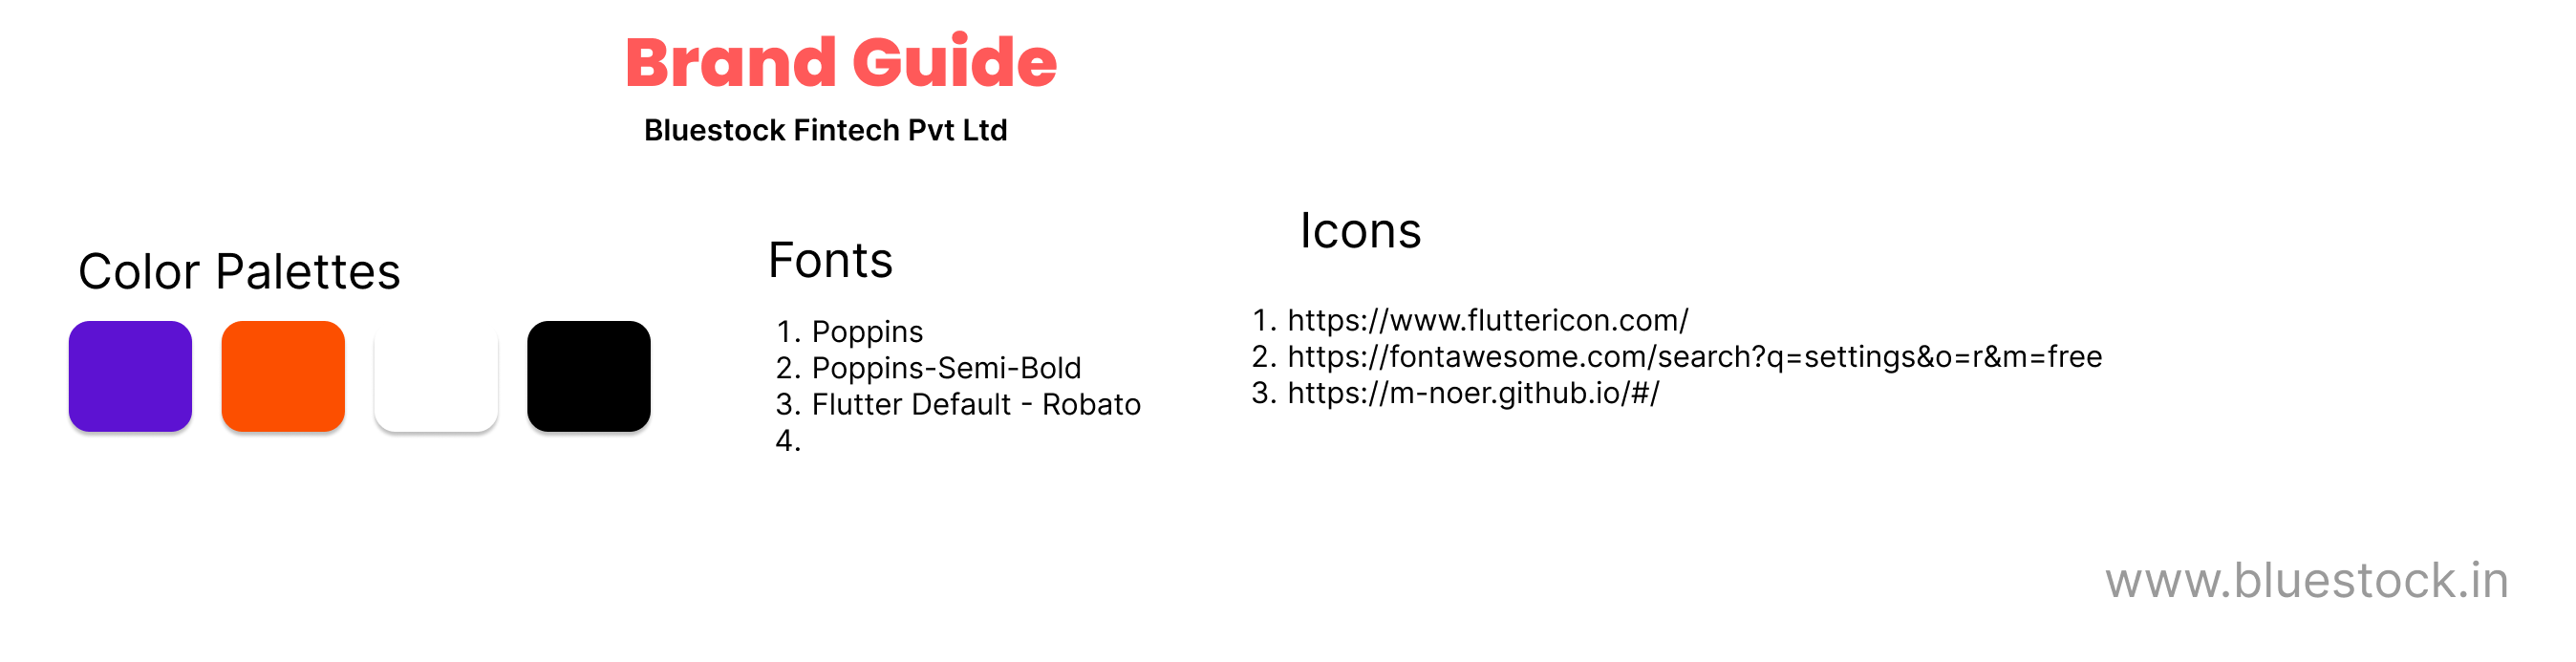 Brand Guide
Bluestock Fintech Pvt Ltd
Color Palettes
Fonts
1. Poppins
2. Poppins-Semi-Bold
3. Flutter Default - Robato
4.
Icons
1. https://www.fluttericon.com/
2. https://fontawesome.com/search?q=settings&o=r&m=free
3. https://m-noer.github.io/#/
www.bluestock.in